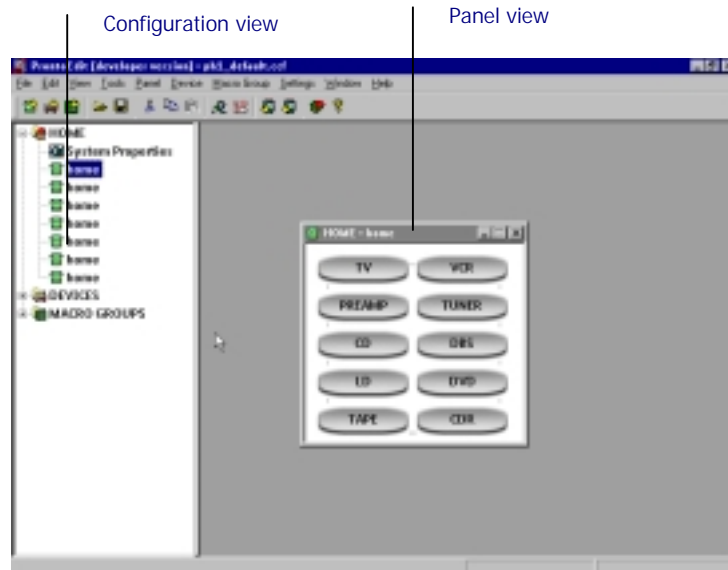 Configuration view
Panel view
ProntoEdit [developer version] - ph1_default.ccf
File Edit View Tools Panel Device Macro Group Settings Window Help
HOME
System Properties
home
home
home
home
home
home
home
DEVICES
MACRO GROUPS
HOME - home
TV VCR
PREAMP TUNER
CD DBS
LD DVD
TAPE CDR